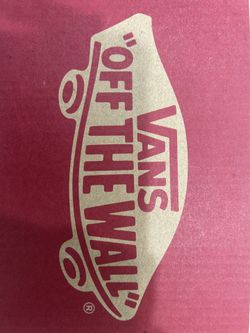 VANS
"OFF THE WALL"
®